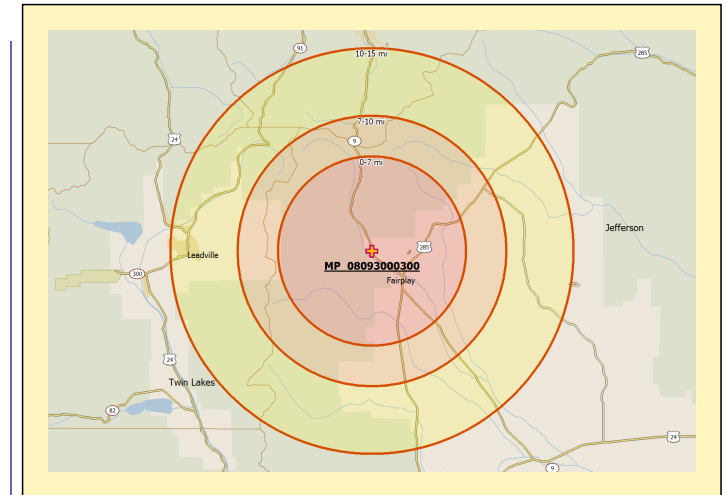 91
285
10-15 mi
7-10 mi
24
9
0-7 mi
Jefferson
285
Leadville
MP 08093000300
300
Fairplay
24
Twin Lakes
82
24
9